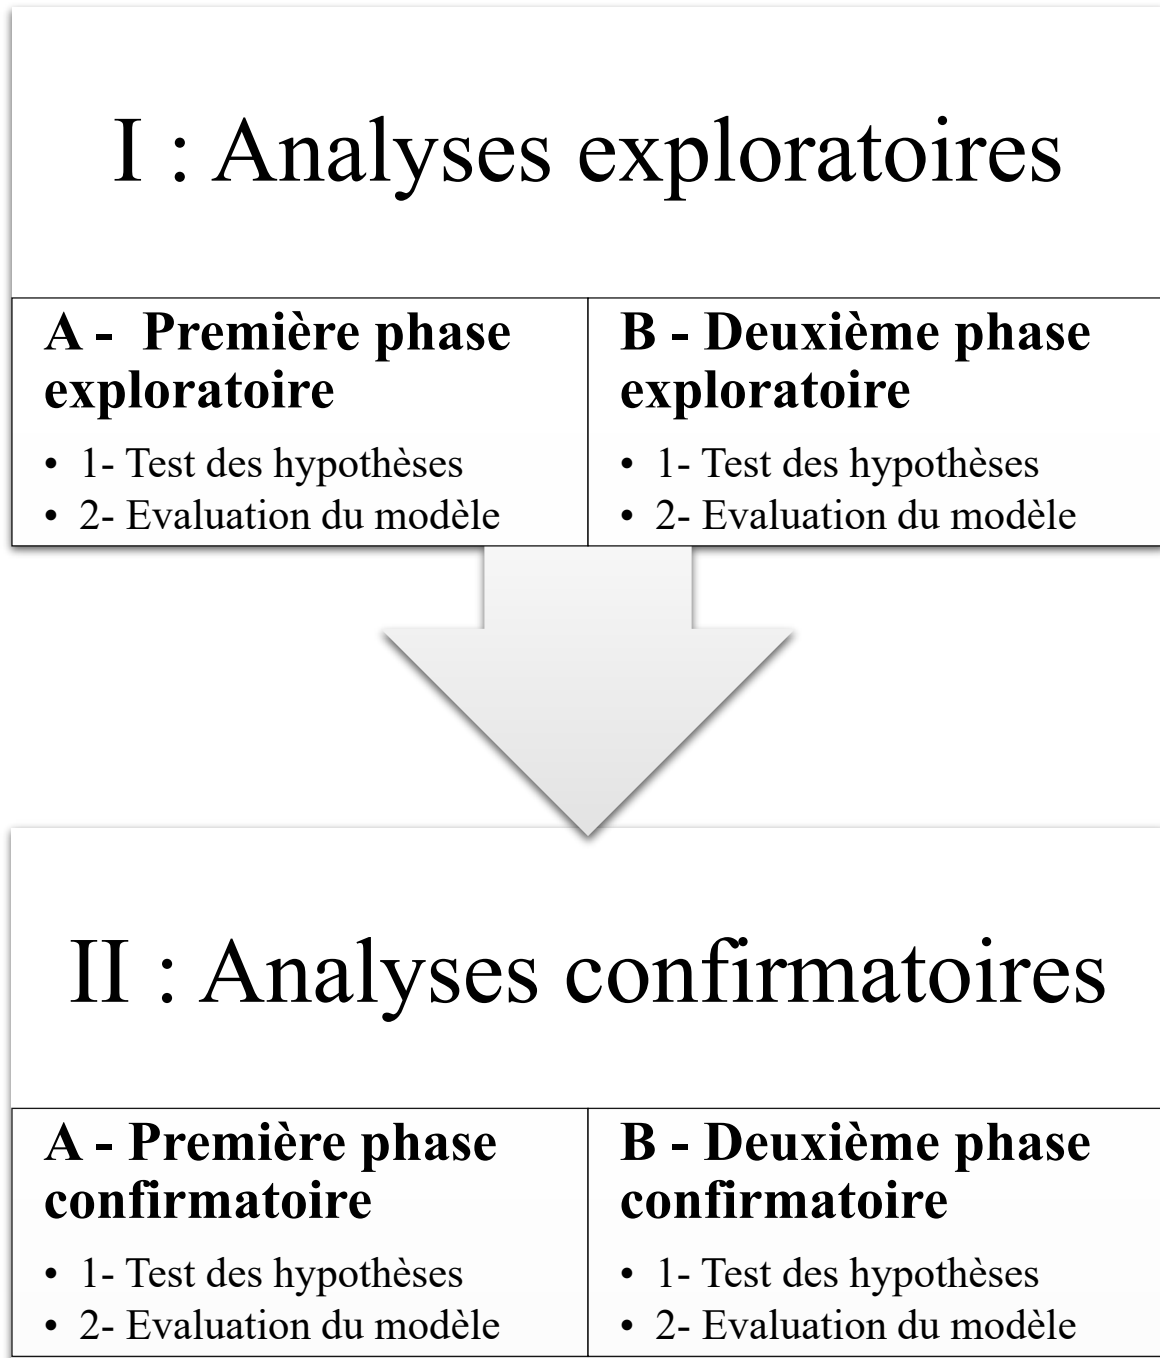 I : Analyses exploratoires
A -  Première phase
exploratoire
• 1- Test des hypothèses
• 2- Evaluation du modèle
B - Deuxième phase
exploratoire
• 1- Test des hypothèses
• 2- Evaluation du modèle
II : Analyses confirmatoires
A - Première phase
confirmatoire
• 1- Test des hypothèses
• 2- Evaluation du modèle
B - Deuxième phase
confirmatoire
• 1- Test des hypothèses
• 2- Evaluation du modèle